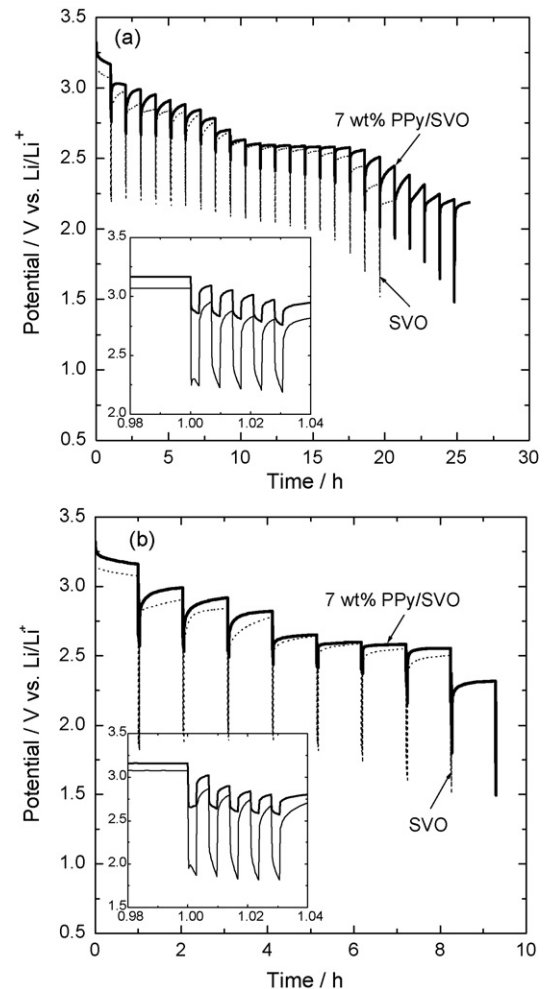 (a)
3.5
3.0
2.5
2.0
1.5
1.0
0.5
Potential / V vs. Li/Li⁺
7 wt% PPy/SVO
SVO
3.5
3.0
2.5
2.0
0.98 1.00 1.02 1.04
0 5 10 15 20 25 30
Time / h
(b)
3.5
3.0
2.5
2.0
1.5
1.0
0.5
Potential / V vs. Li/Li⁺
7 wt% PPy/SVO
SVO
3.5
3.0
2.5
2.0
1.5
0.98 1.00 1.02 1.04
0 2 4 6 8 10
Time / h